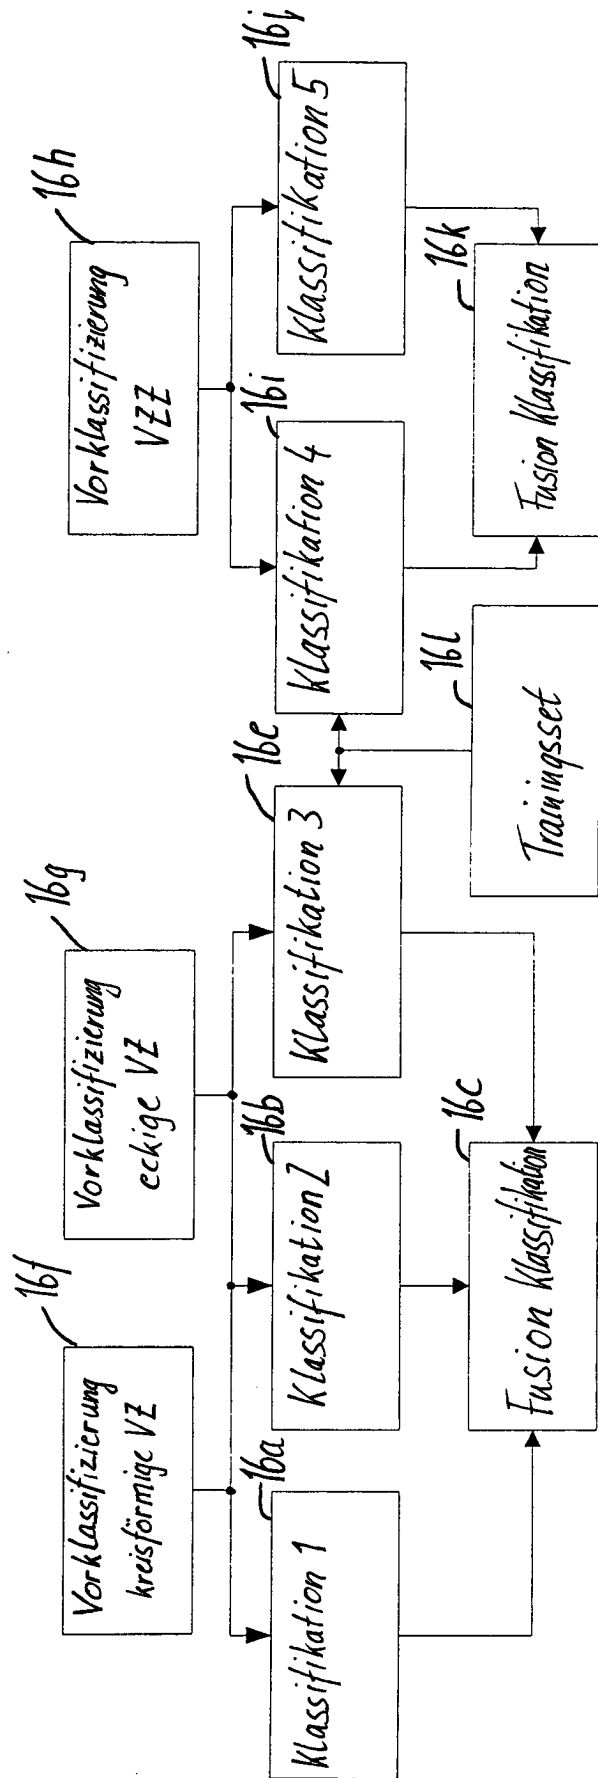 16f
Vorklassifizierung
kreisförmige VZ
16g
Vorklassifizierung
eckige VZ
16h
Vorklassifizierung
VZZ
16a
Klassifikation 1
16b
Klassifikation 2
16e
Klassifikation 3
16i
Klassifikation 4
16j
Klassifikation 5
16c
Fusion Klassifikation
16l
Trainingsset
16k
Fusion Klassifikation